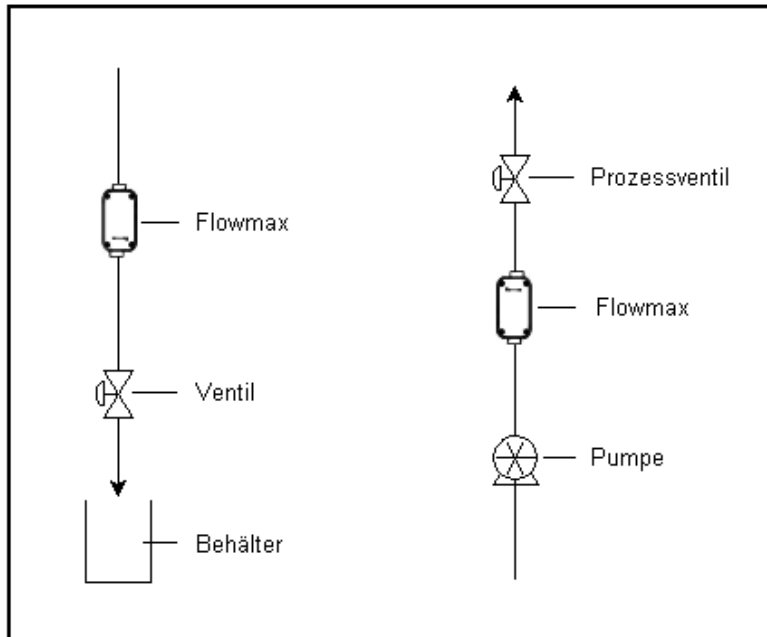 Flowmax
Ventil
Behälter
Prozessventil
Flowmax
Pumpe